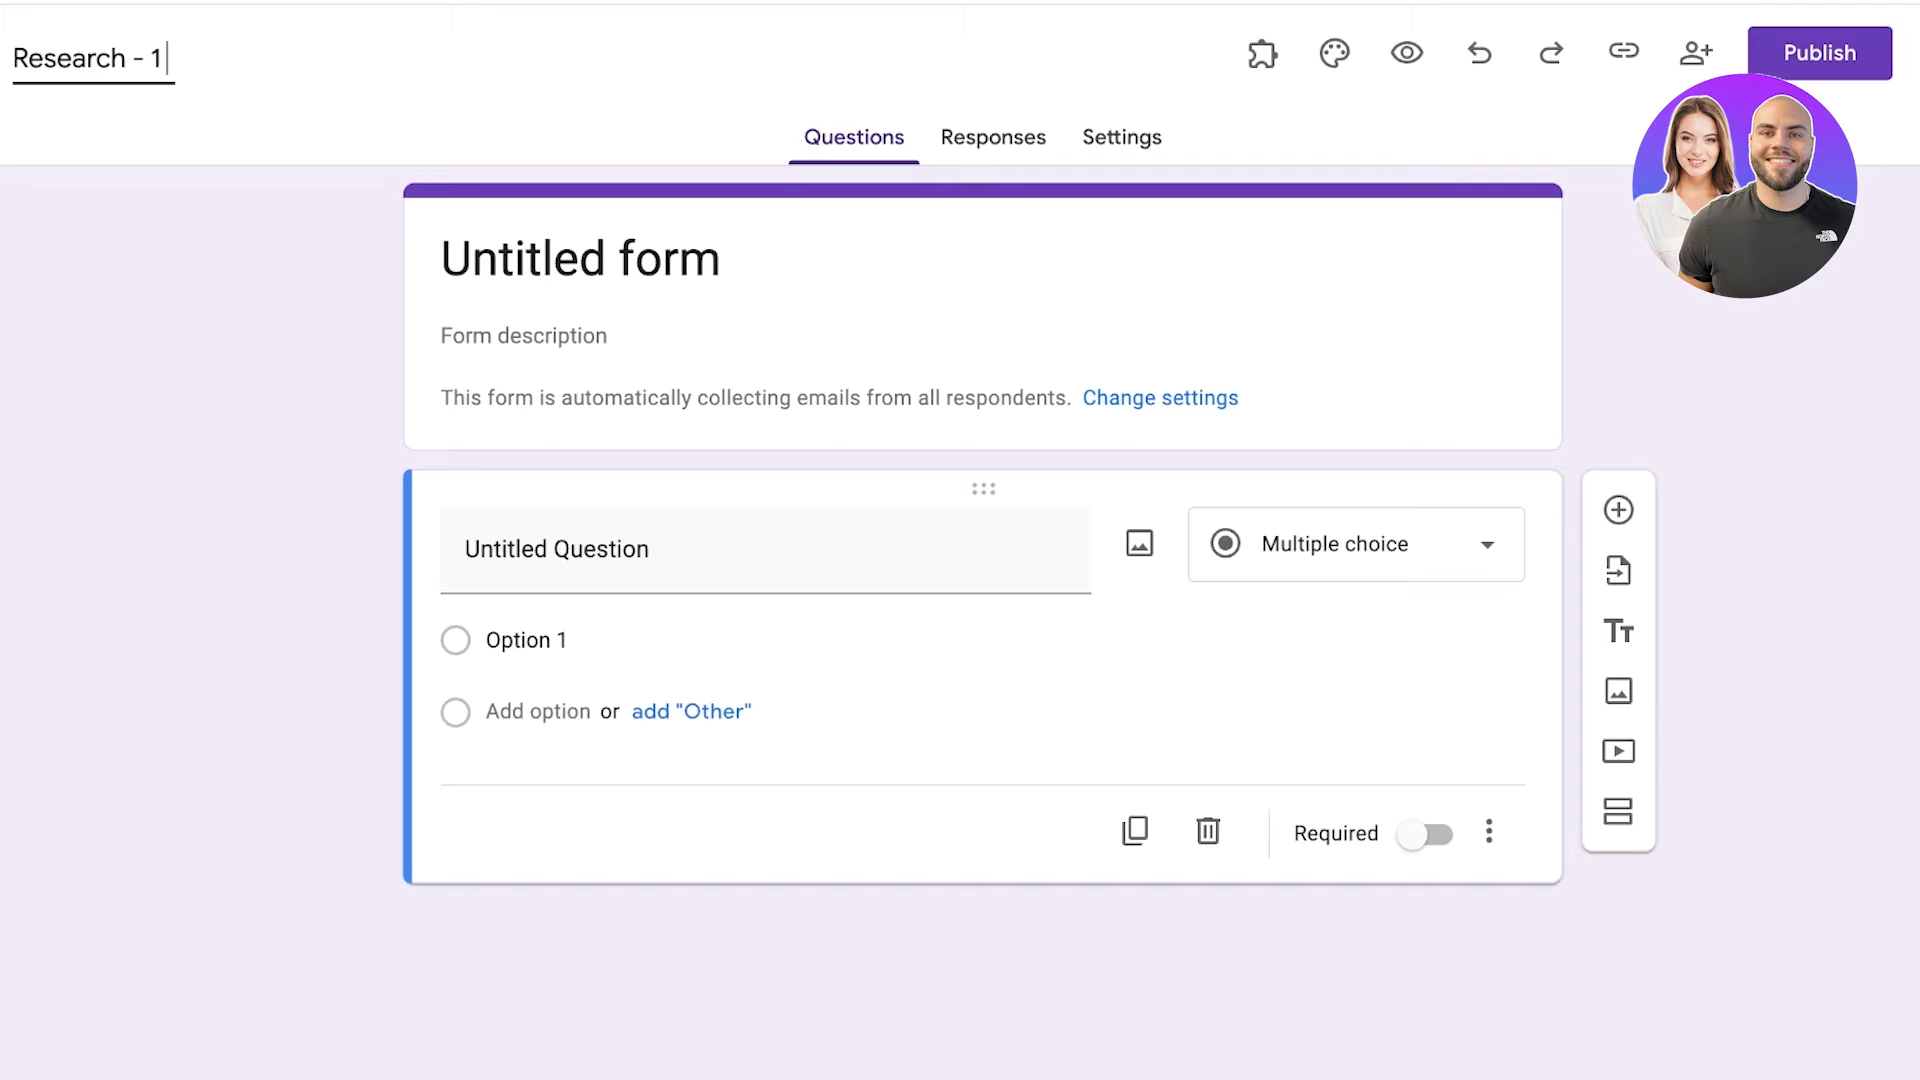 Research - 1
Publish
Questions Responses Settings
Untitled form
Form description
This form is automatically collecting emails from all respondents. Change settings
Untitled Question
Multiple choice
Option 1
Add option or add "Other"
Required